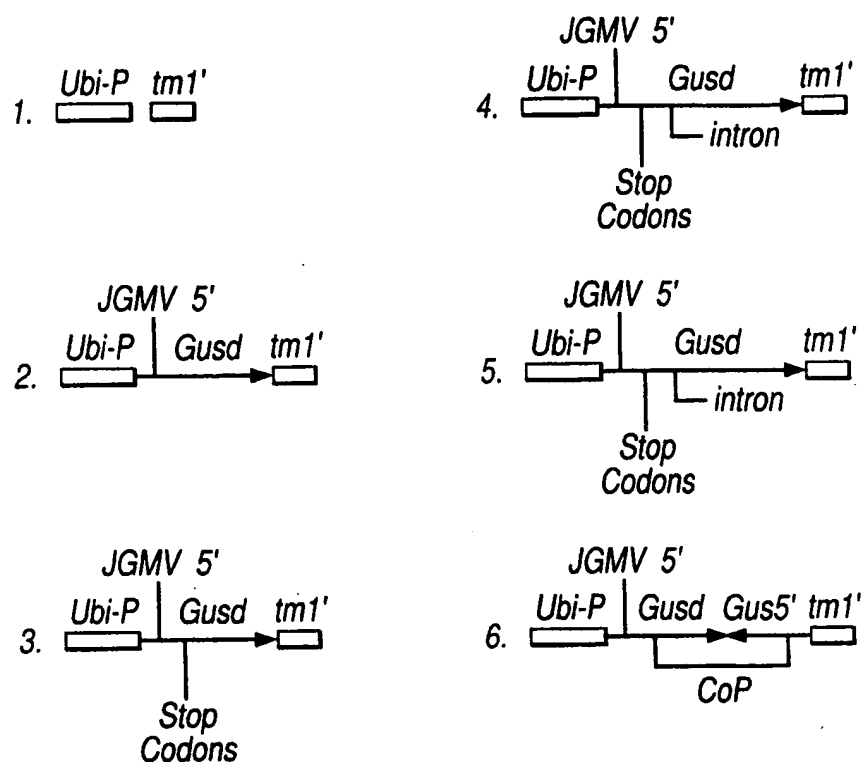 1. Ubi-P tm1'
JGMV 5'
2. Ubi-P Gusd tm1'
JGMV 5'
3. Ubi-P Gusd tm1'
Stop
Codons
JGMV 5'
4. Ubi-P Gusd tm1'
intron
Stop
Codons
JGMV 5'
5. Ubi-P Gusd tm1'
intron
Stop
Codons
JGMV 5'
6. Ubi-P Gusd Gus5' tm1'
CoP